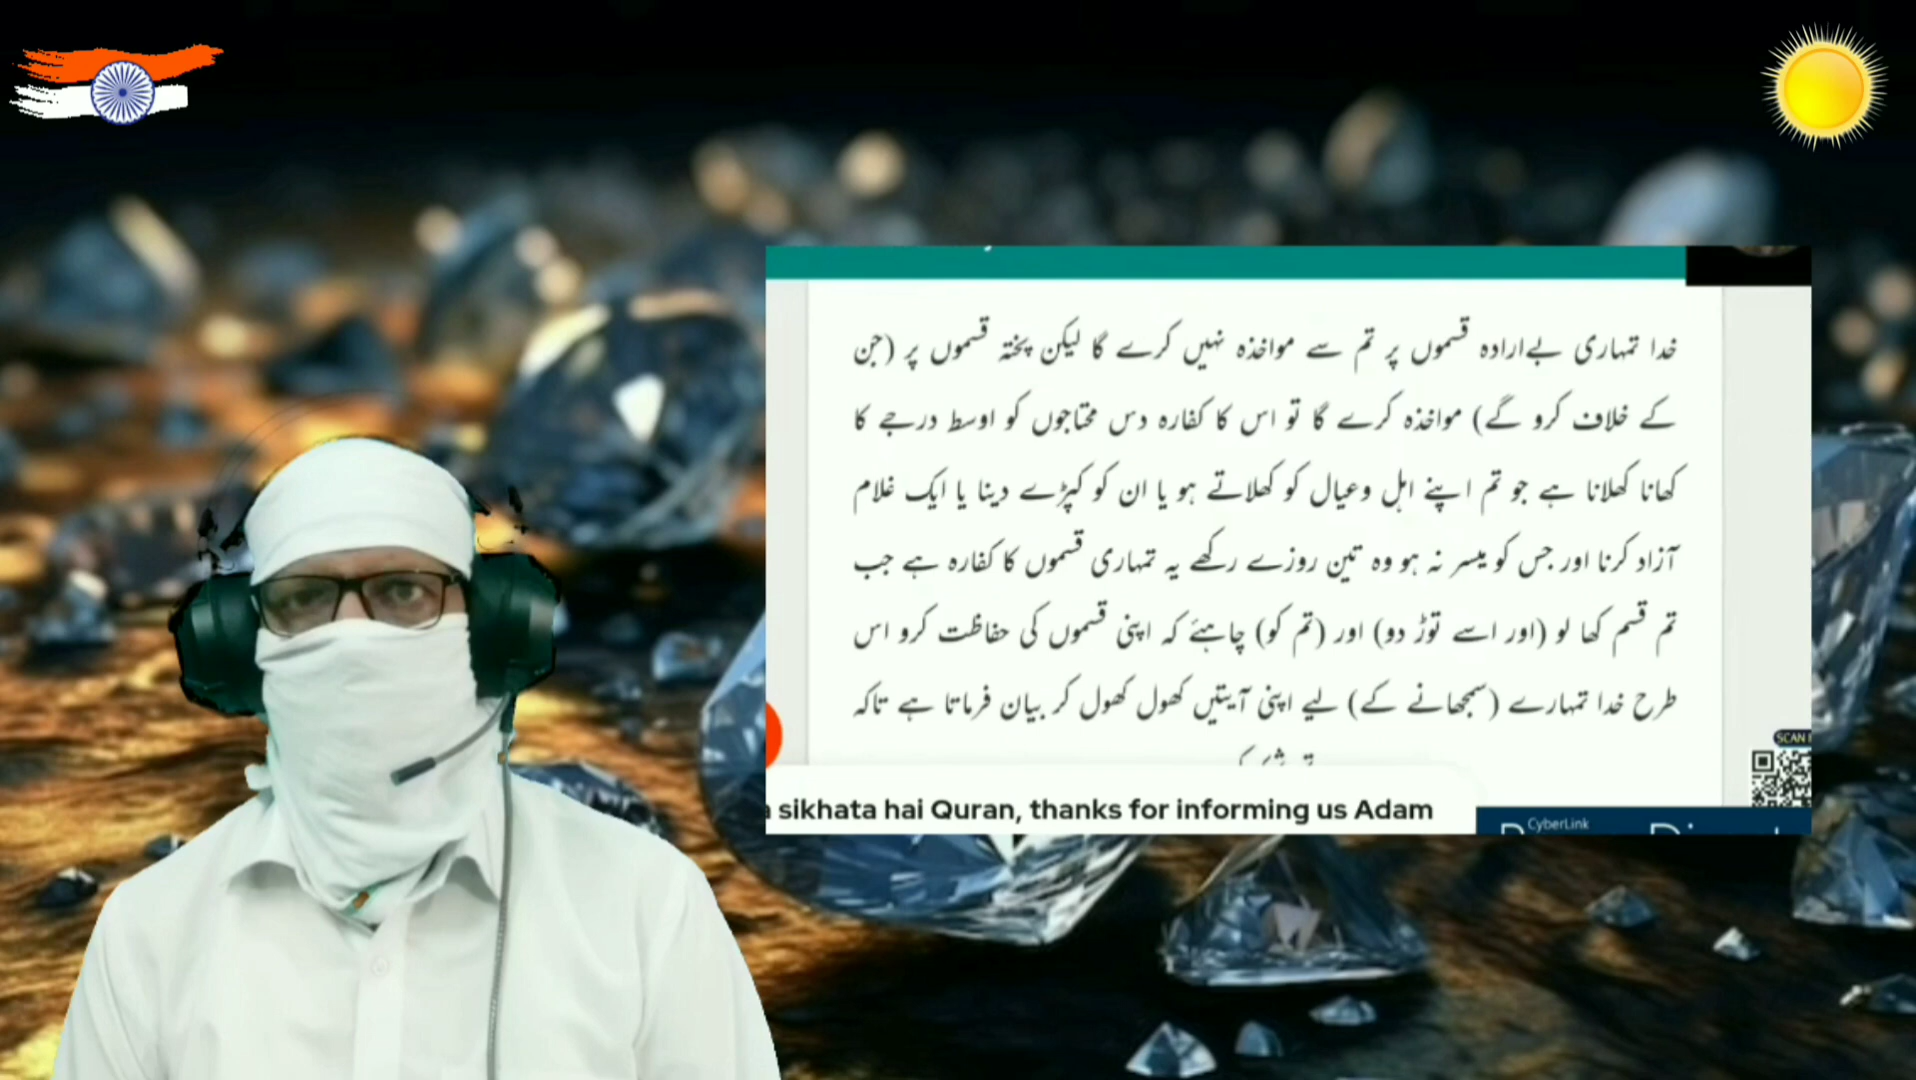 خدا تمہاری بےارادہ قسموں پر تم سے مواخذہ نہیں کرے گا لیکن پختہ قسموں پر (جن
کے خلاف کرو گے) مواخذہ کرے گا تو اس کا کفارہ دس محتاجوں کو اوسط درجے کا
کھانا کھلانا ہے جو تم اپنے اہل وعیال کو کھلاتے ہو یا ان کو کپڑے دینا یا ایک غلام
آزاد کرنا اور جس کو میسر نہ ہو وہ تین روزے رکھے یہ تمہاری قسموں کا کفارہ ہے جب
تم قسم کھا لو (اور اسے توڑ دو) اور (تم کو) چاہئے کہ اپنی قسموں کی حفاظت کرو اس
طرح خدا تمہارے (سمجھانے کے) لیے اپنی آیتیں کھول کھول کر بیان فرماتا ہے تاکہ
SCAN
sikhata hai Quran, thanks for informing us Adam
CyberLink